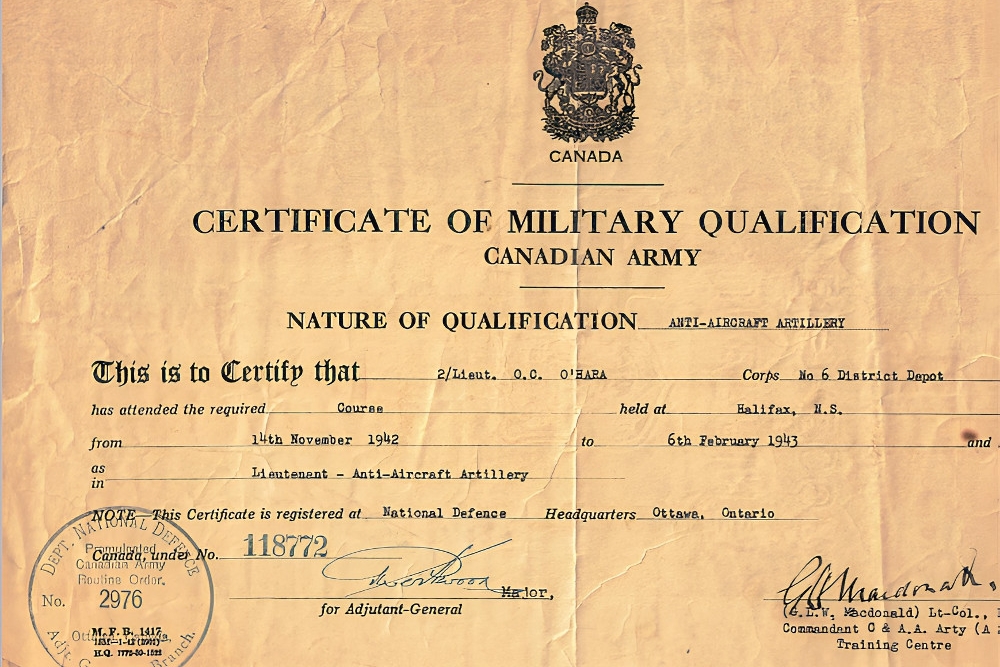 CANADA
CERTIFICATE OF MILITARY QUALIFICATION
CANADIAN ARMY
NATURE OF QUALIFICATION ANTI-AIRCRAFT ARTILLERY
This is to Certify that 2/Lieut. O.C. O'HARA Corps No 6 District Depot
has attended the required Course held at Halifax, N.S.
from 14th November 1942 to 6th February 1943 and
as
in Lieutenant - Anti-Aircraft Artillery
NOTE—This Certificate is registered at National Defence Headquarters Ottawa, Ontario
Canada, under No. 118772
Major,
for Adjutant-General
DEPT. NATIONAL DEFENCE
Promulgated
Canadian Army
Routine Order.
No. 2976
M.F.B. 1417
H.Q.
Branch.
Macdonald) Lt-Col.,
Commandant C & A.A. Arty (A
Training Centre